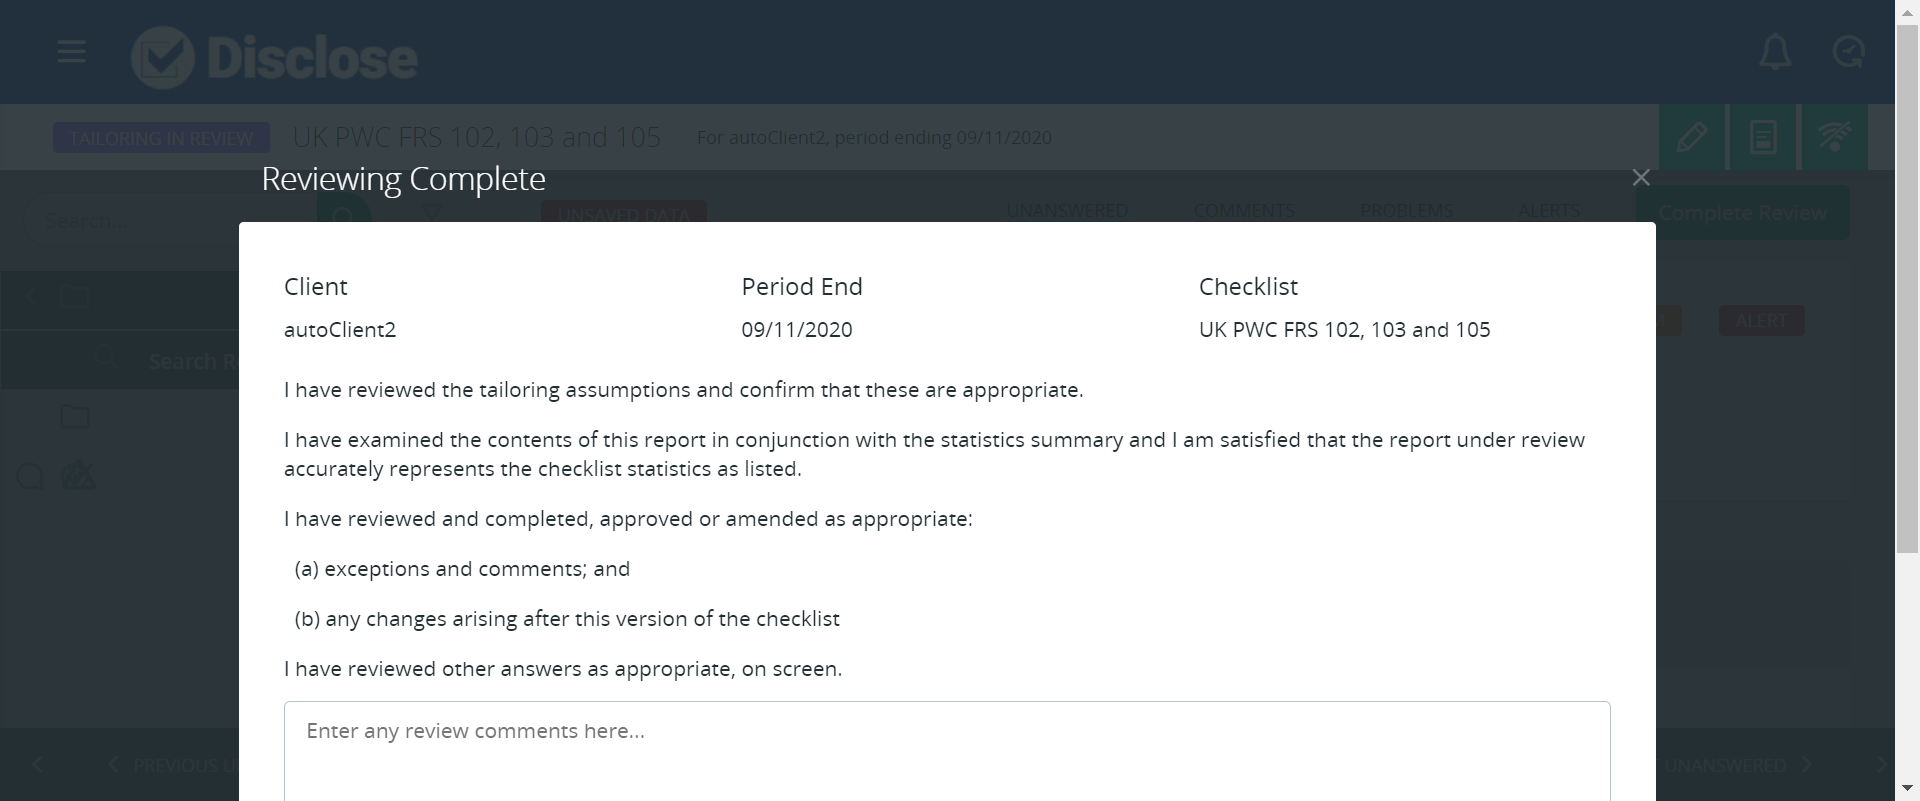 Disclose
TAILORING IN REVIEW
UK PWC FRS 102, 103 and 105
For autoClient2, period ending 09/11/2020
Reviewing Complete
Search...
UNSAVED DATA
UNANSWERED
COMMENTS
PROBLEMS
ALERTS
Complete Review
Client
Period End
Checklist
autoClient2
09/11/2020
UK PWC FRS 102, 103 and 105
ALERT
Search
I have reviewed the tailoring assumptions and confirm that these are appropriate.
I have examined the contents of this report in conjunction with the statistics summary and I am satisfied that the report under review
accurately represents the checklist statistics as listed.
I have reviewed and completed, approved or amended as appropriate:
(a) exceptions and comments; and
(b) any changes arising after this version of the checklist
I have reviewed other answers as appropriate, on screen.
Enter any review comments here...
PREVIOUS U
UNANSWERED